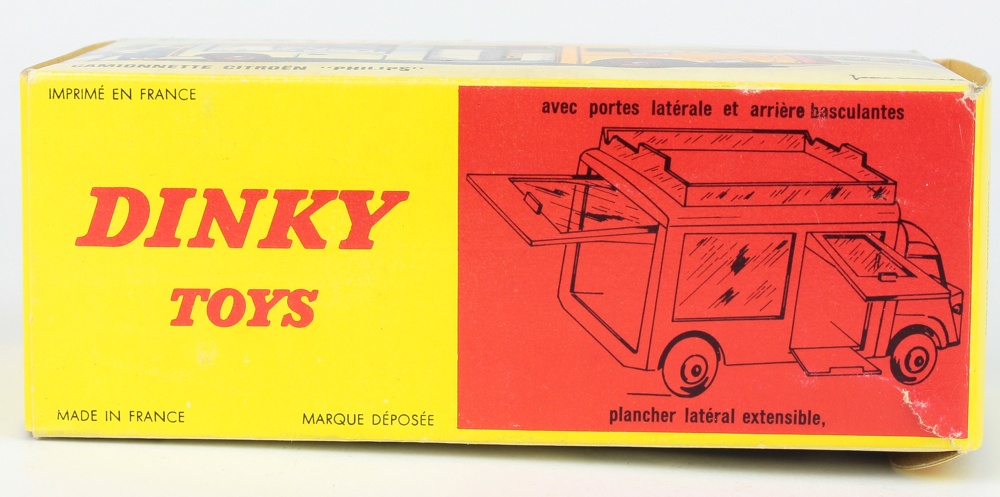 CAMIONNETTE CITROËN "PHILIPS"
IMPRIMÉ EN FRANCE
DINKY
TOYS
MADE IN FRANCE
MARQUE DÉPOSÉE
avec portes latérale et arrière basculantes
plancher latéral extensible,